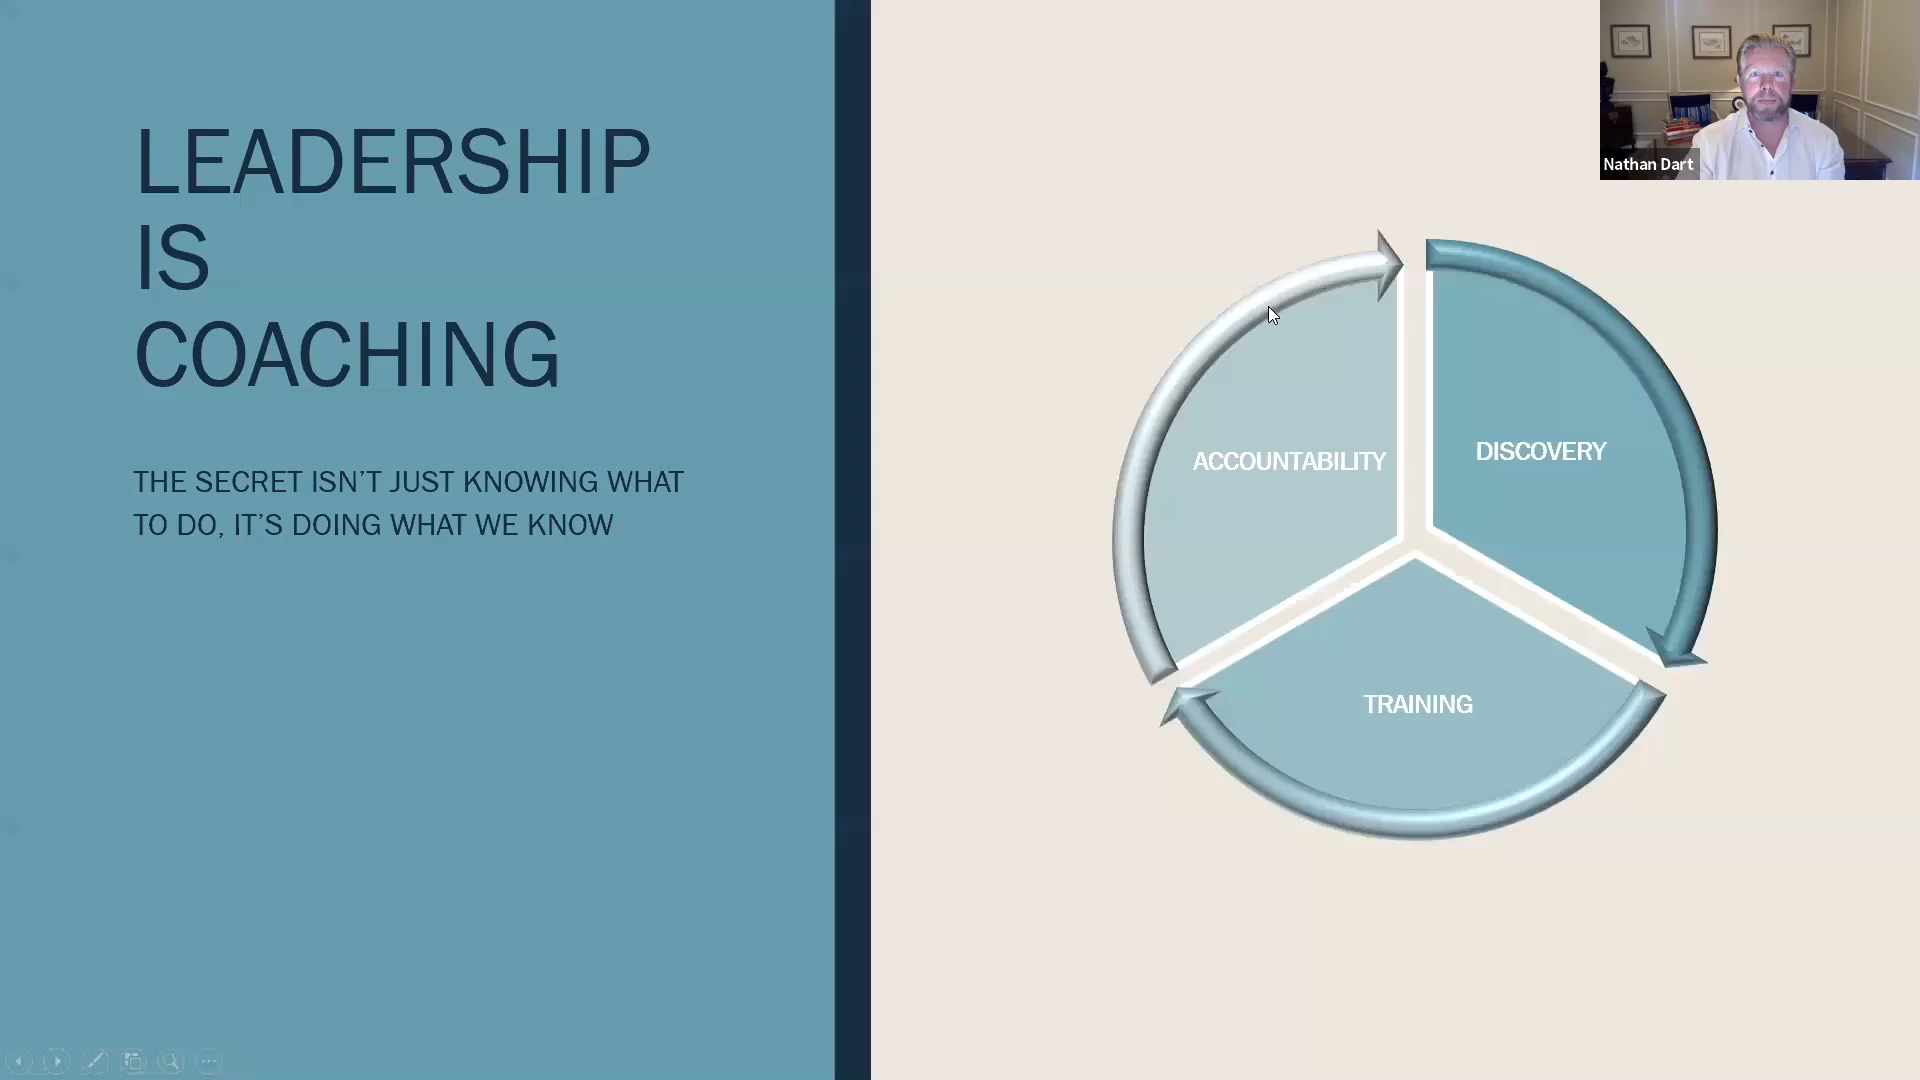 LEADERSHIP
IS
COACHING
THE SECRET ISN'T JUST KNOWING WHAT
TO DO, IT'S DOING WHAT WE KNOW
Nathan Dart
ACCOUNTABILITY
DISCOVERY
TRAINING